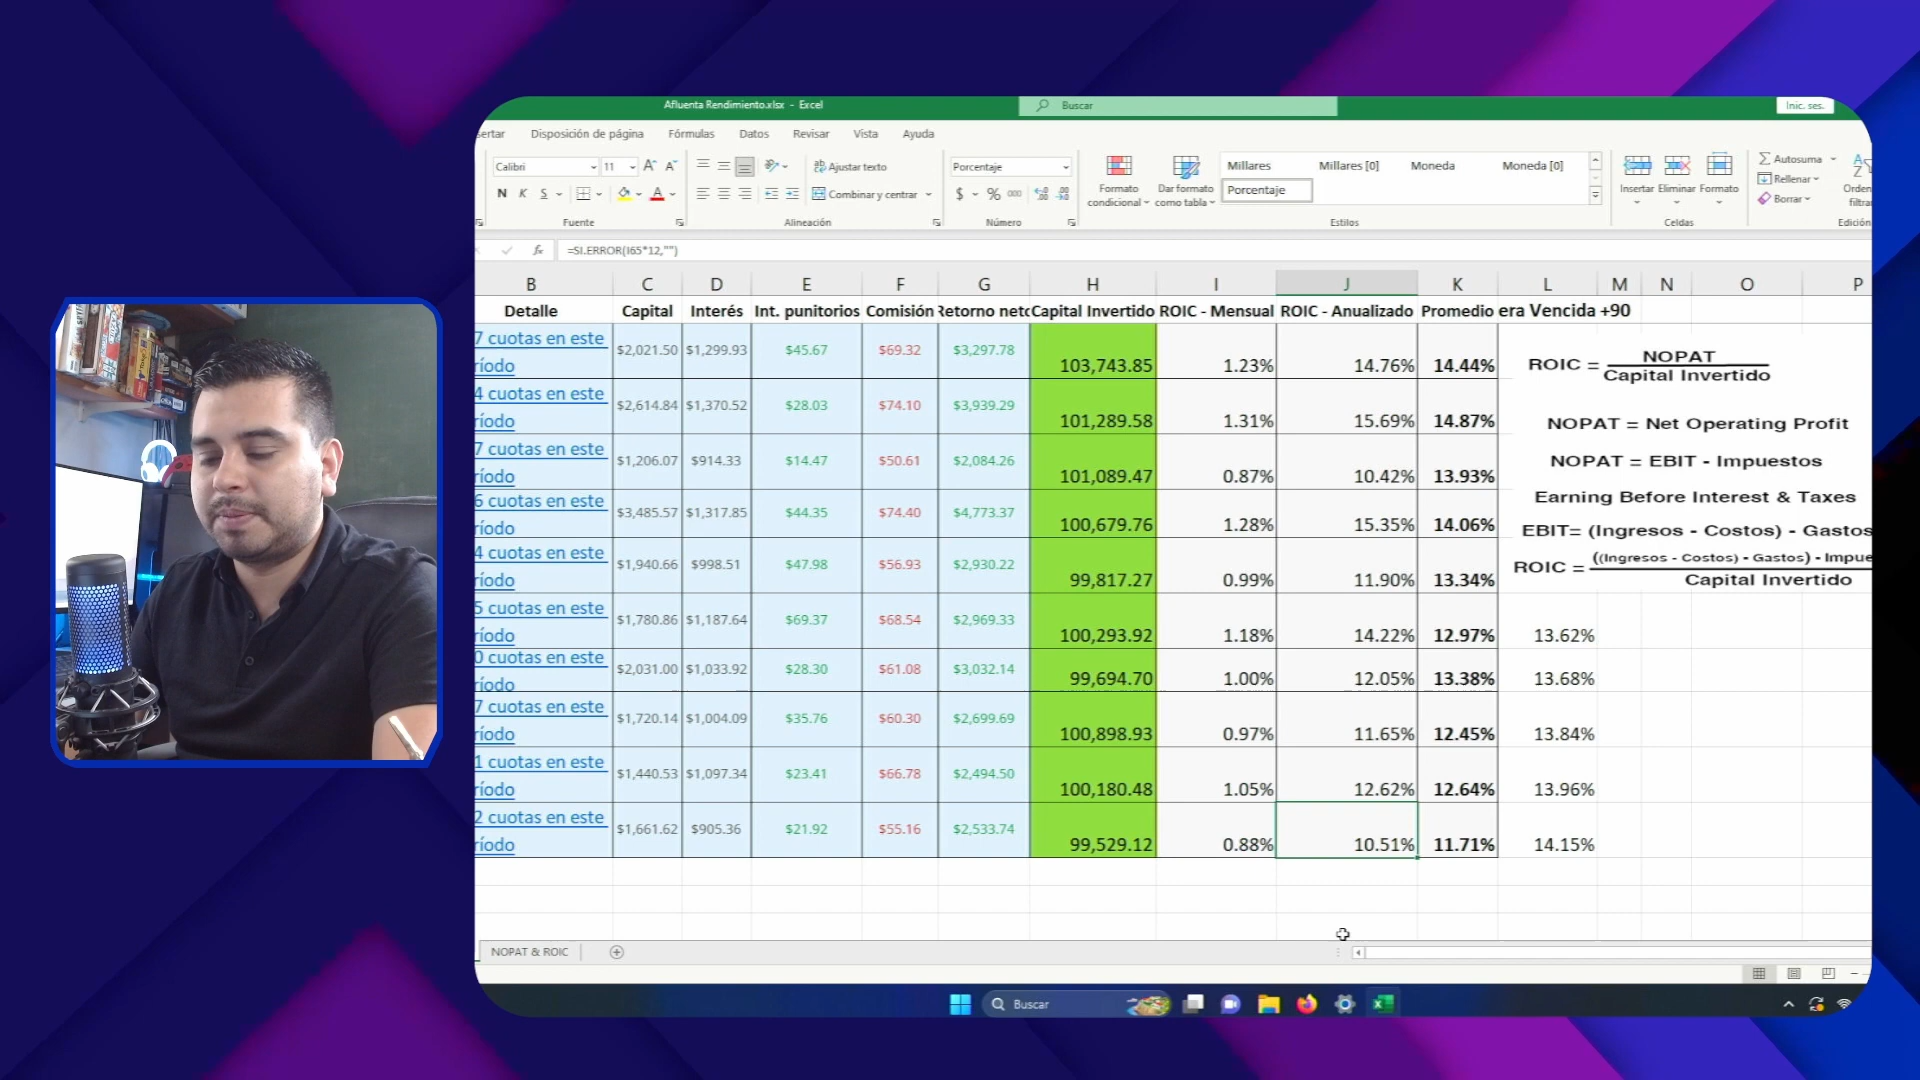 Afluenta Rendimiento.xlsx - Excel
Buscar
Inic. ses.
sertar Disposición de página Fórmulas Datos Revisar Vista Ayuda
Calibri 11
Ajustar texto
Porcentaje
Millares Millares [0] Moneda Moneda [0]
Autosuma
Porcentaje
Rellenar
Combinar y centrar
Formato condicional
Dar formato como tabla
Insertar Eliminar Formato
Borrar
Orden
filtra
N K S
$ % 000
Fuente Alineación Número Estilos Celdas Edición
fx =SI.ERROR(I65*12,"")
B C D E F G H I J K L M N O P
Detalle Capital Interés Int. punitorios Comisión Retorno neto Capital Invertido ROIC - Mensual ROIC - Anualizado Promedio era Vencida +90
7 cuotas en este
ríodo $2,021.50 $1,299.93 $45.67 $69.32 $3,297.78 103,743.85 1.23% 14.76% 14.44%
4 cuotas en este
ríodo $2,614.84 $1,370.52 $28.03 $74.10 $3,939.29 101,289.58 1.31% 15.69% 14.87%
7 cuotas en este
ríodo $1,206.07 $914.33 $14.47 $50.61 $2,084.26 101,089.47 0.87% 10.42% 13.93%
6 cuotas en este
ríodo $3,485.57 $1,317.85 $44.35 $74.40 $4,773.37 100,679.76 1.28% 15.35% 14.06%
4 cuotas en este
ríodo $1,940.66 $998.51 $47.98 $56.93 $2,930.22 99,817.27 0.99% 11.90% 13.34%
5 cuotas en este
ríodo $1,780.86 $1,187.64 $69.37 $68.54 $2,969.33 100,293.92 1.18% 14.22% 12.97% 13.62%
0 cuotas en este
ríodo $2,031.00 $1,033.92 $28.30 $61.08 $3,032.14 99,694.70 1.00% 12.05% 13.38% 13.68%
7 cuotas en este
ríodo $1,720.14 $1,004.09 $35.76 $60.30 $2,699.69 100,898.93 0.97% 11.65% 12.45% 13.84%
1 cuotas en este
ríodo $1,440.53 $1,097.34 $23.41 $66.78 $2,494.50 100,180.48 1.05% 12.62% 12.64% 13.96%
2 cuotas en este
ríodo $1,661.62 $905.36 $21.92 $55.16 $2,533.74 99,529.12 0.88% 10.51% 11.71% 14.15%
ROIC = NOPAT
Capital Invertido
NOPAT = Net Operating Profit
NOPAT = EBIT - Impuestos
Earning Before Interest & Taxes
EBIT= (Ingresos - Costos) - Gastos
ROIC = ((Ingresos - Costos) - Gastos) - Impue
Capital Invertido
NOPAT & ROIC
Buscar